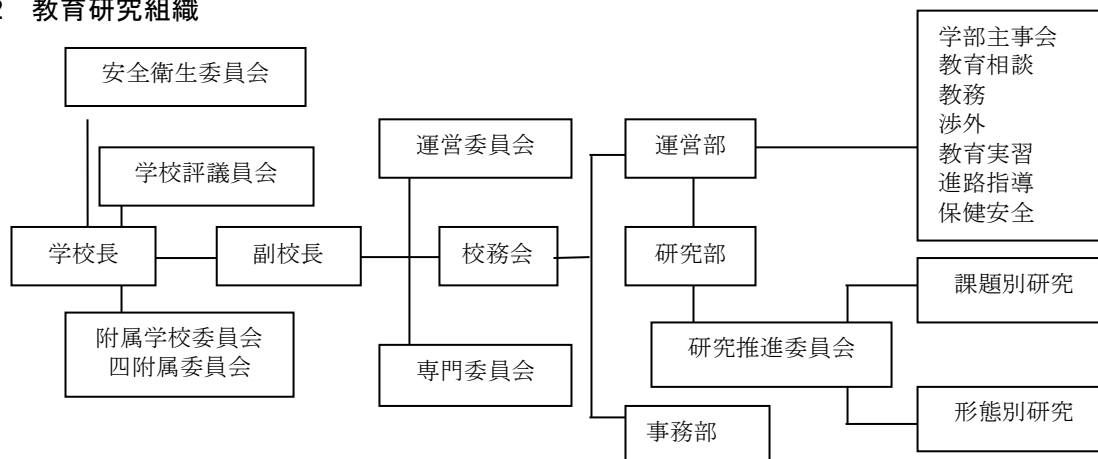 2 教育研究組織
安全衛生委員会
学校評議員会
学校長
副校長
附属学校委員会
四附属委員会
運営委員会
校務会
専門委員会
運営部
研究部
研究推進委員会
事務部
学部主事会
教育相談
教務
渉外
教育実習
進路指導
保健安全
課題別研究
形態別研究